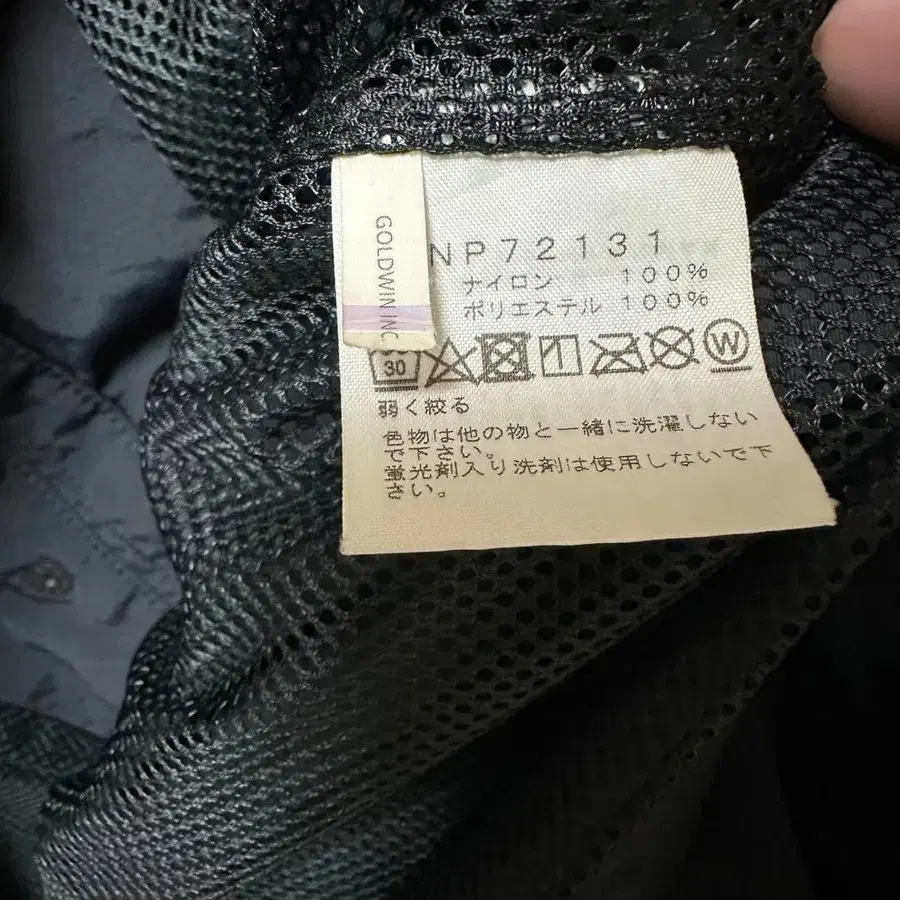 GOLDWIN INC.
NP72131
ナイロン 100%
ポリエステル 100%
30
W
弱く絞る
色物は他の物と一緒に洗濯しない
で下さい。
蛍光剤入り洗剤は使用しないで下
さい。